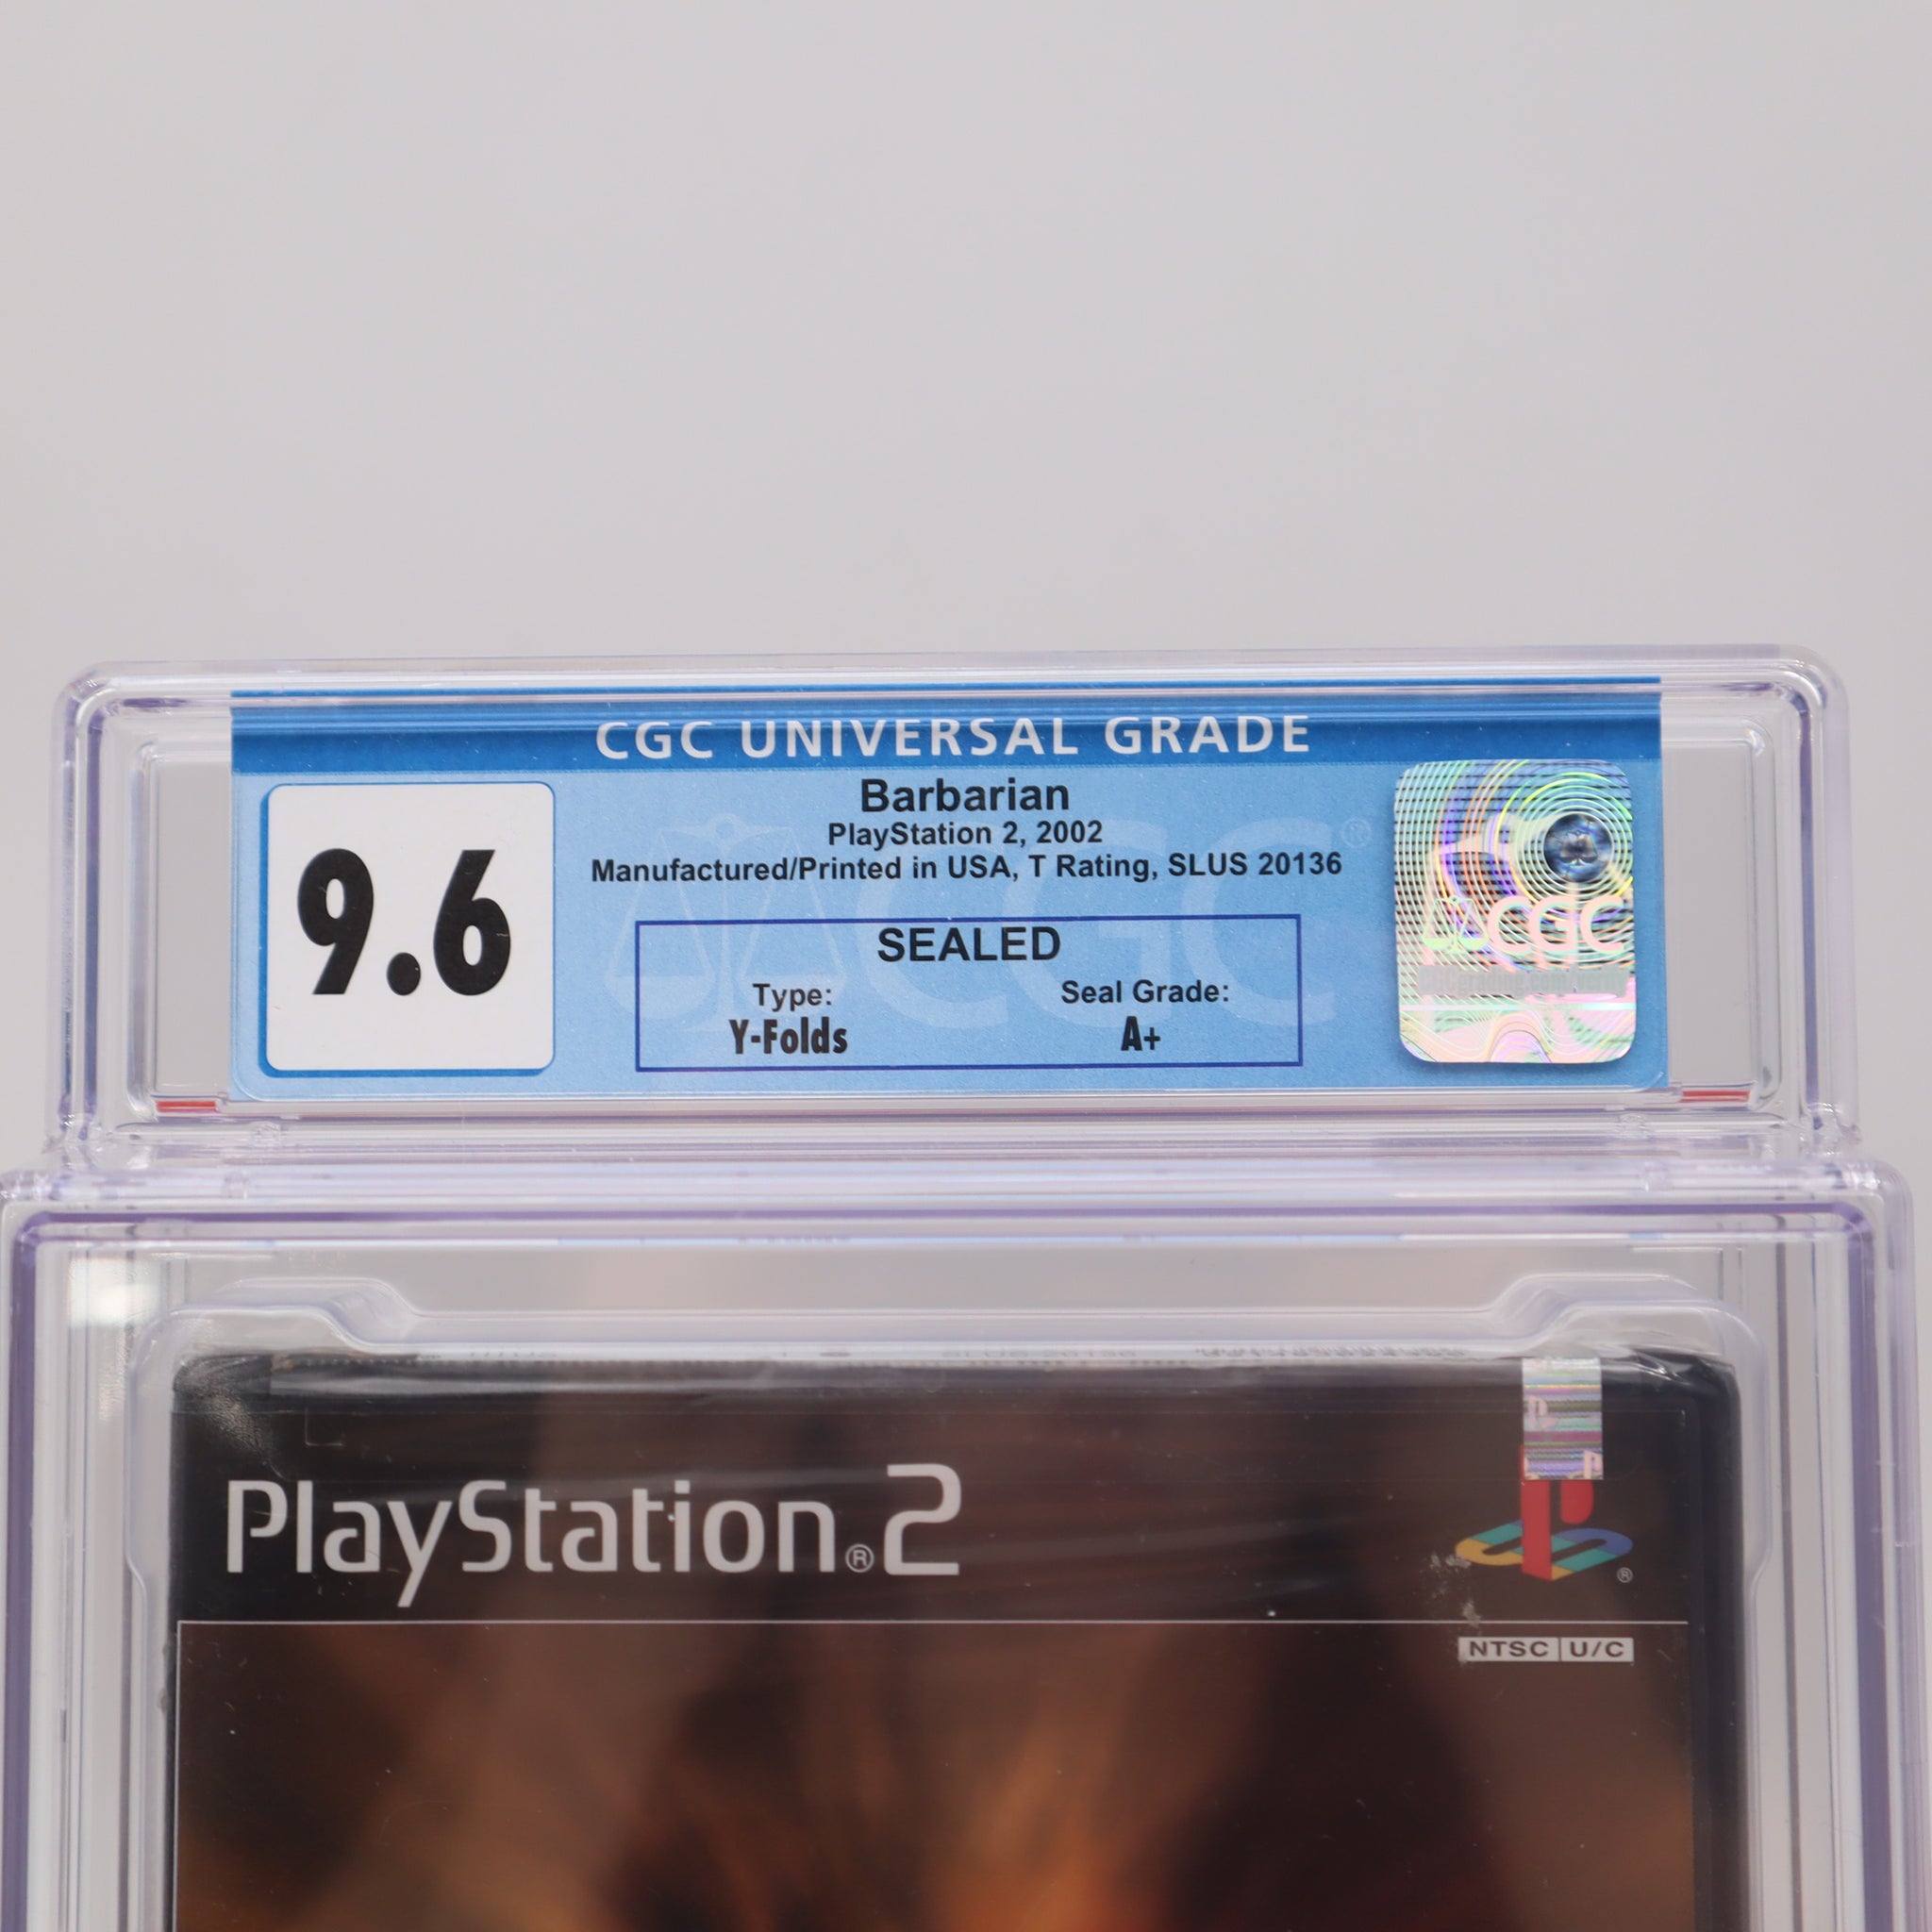 CGC UNIVERSAL GRADE
9.6
Barbarian
PlayStation 2, 2002
Manufactured/Printed in USA, T Rating, SLUS 20136
SEALED
Type:
Seal Grade:
Y-Folds
A+
CGC
PlayStation®2
®
NTSC U/C